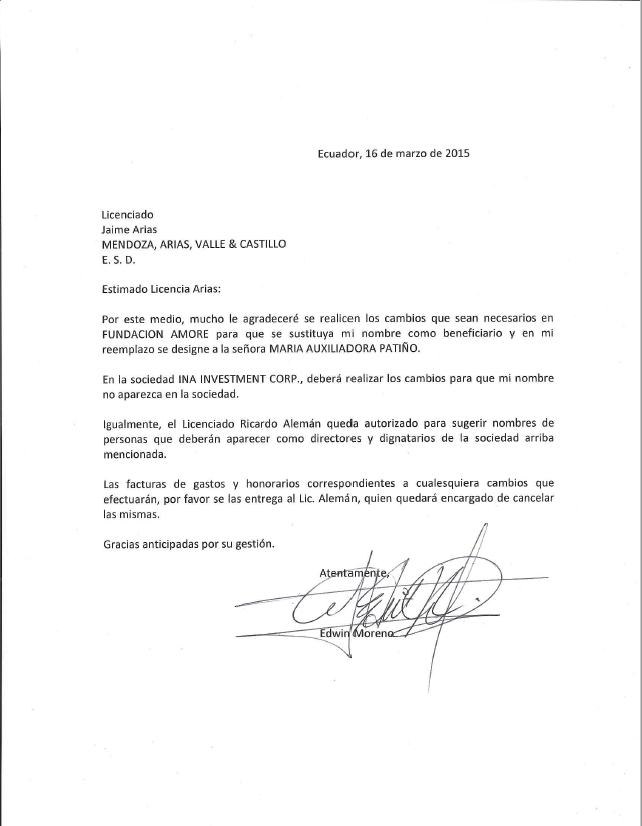 Ecuador, 16 de marzo de 2015
Licenciado
Jaime Arias
MENDOZA, ARIAS, VALLE & CASTILLO
E. S. D.
Estimado Licencia Arias:
Por este medio, mucho le agradeceré se realicen los cambios que sean necesarios en
FUNDACION AMORE para que se sustituya mi nombre como beneficiario y en mi
reemplazo se designe a la señora MARIA AUXILIADORA PATIÑO.
En la sociedad INA INVESTMENT CORP., deberá realizar los cambios para que mi nombre
no aparezca en la sociedad.
Igualmente, el Licenciado Ricardo Alemán queda autorizado para sugerir nombres de
personas que deberán aparecer como directores y dignatarios de la sociedad arriba
mencionada.
Las facturas de gastos y honorarios correspondientes a cualesquiera cambios que
efectuarán, por favor se las entrega al Lic. Alemán, quien quedará encargado de cancelar
las mismas.
Gracias anticipadas por su gestión.
Atentamente,
Edwin Moreno